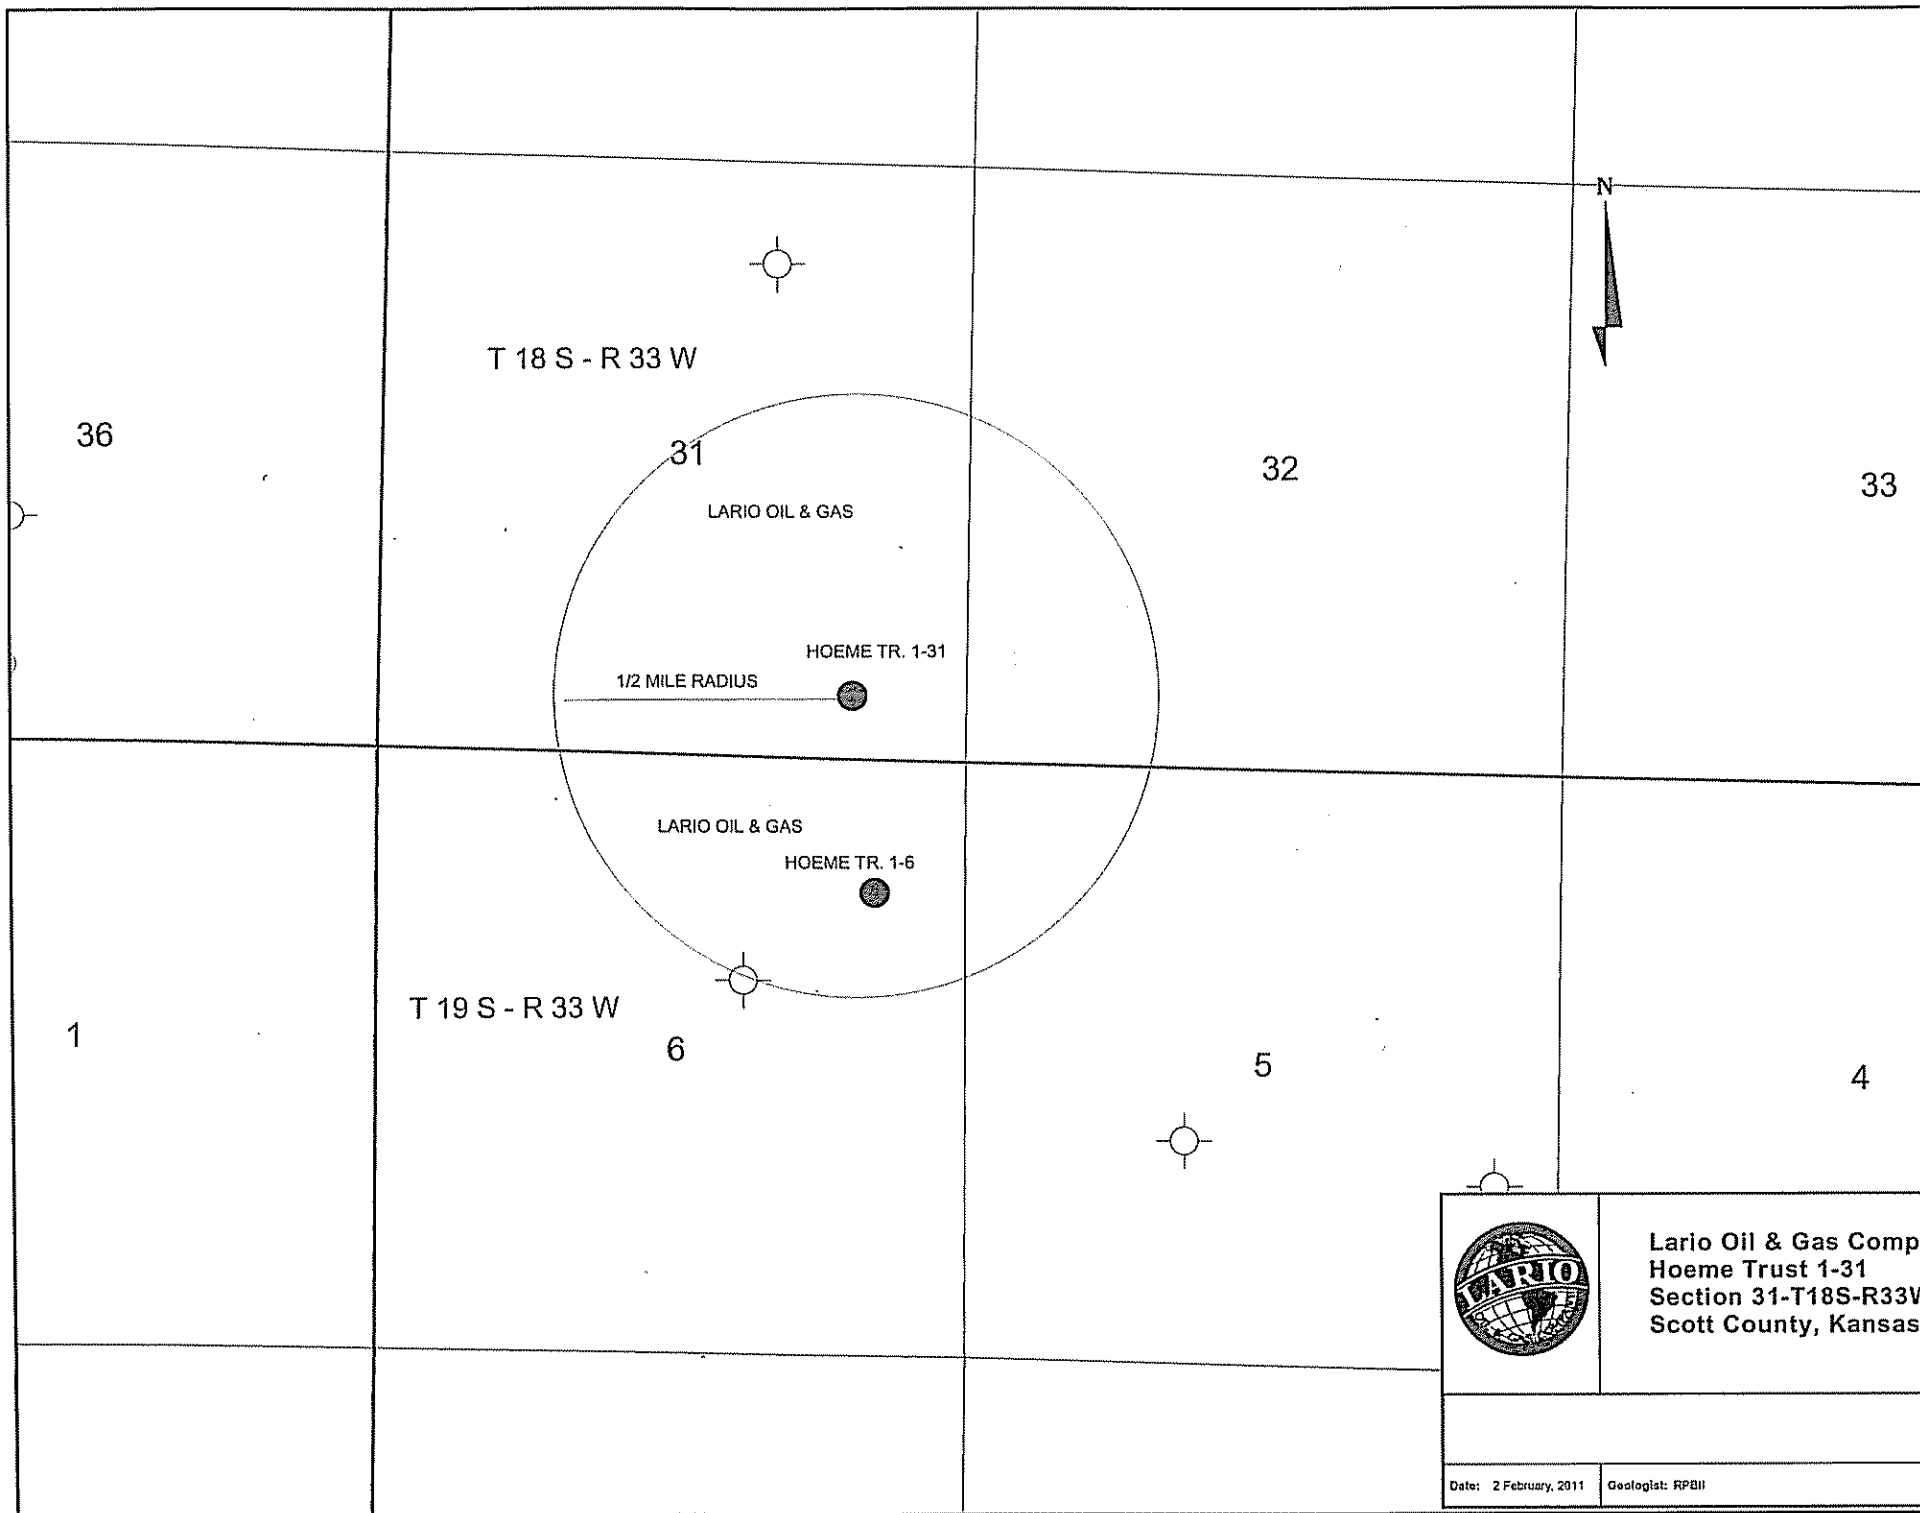 N
T 18 S - R 33 W
36
31
32
33
LARIO OIL & GAS
HOEME TR. 1-31
1/2 MILE RADIUS
LARIO OIL & GAS
HOEME TR. 1-6
T 19 S - R 33 W
1
6
5
4
LARIO
Lario Oil & Gas Comp
Hoeme Trust 1-31
Section 31-T18S-R33W
Scott County, Kansas
Date: 2 February, 2011
Geologist: RPBII